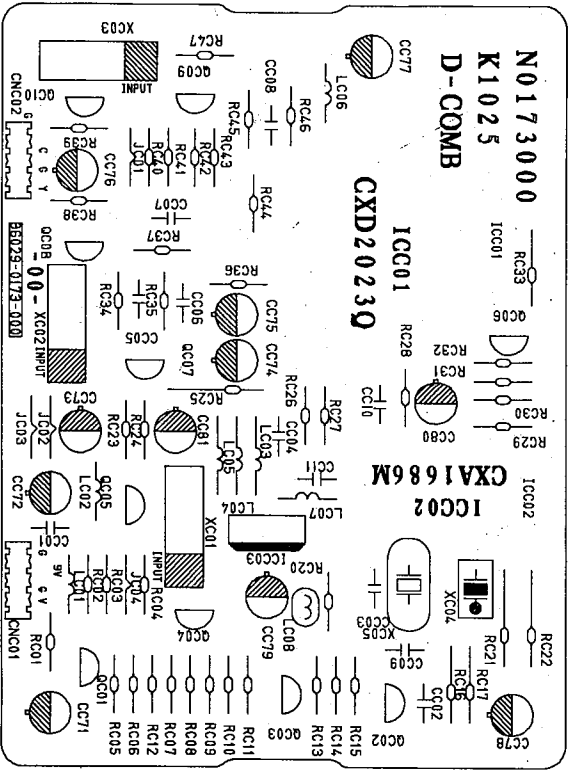 N0173000
K1025
D-COMB
XC03
INPUT
RC47
QC09
CC77
LC06
CNC02
QC10
G
C
G
Y
RC39
CC76
RC38
JC01
RC40
RC41
RC42
RC43
RC45
CC08
RC46
RC44
CC07
RC37
QC08
-00-
XC02
INPUT
RC34
RC35
CC05
CC06
RC36
CC75
CC74
QC07
RC25
ICC01
CXD2023Q
ICC01
RC33
QC06
RC32
RC31
RC30
RC29
RC28
CC10
CC80
RC26
RC27
JC03
JC02
CC73
RC23
RC24
CC81
LC05
LC03
CC04
CC11
LC07
LC04
ICC03
CXA1686M
ICC02
ICC02
CC72
LC02
QC05
CC01
XC01
INPUT
G
9V
G
V
CNC01
LC01
RC02
RC03
JC04
RC04
QC04
CC79
LC08
RC20
CC03
XC05
CC09
XC04
RC21
RC22
RC01
QC01
CC71
RC05
RC06
RC12
RC07
RC08
RC09
RC10
RC11
QC03
RC13
RC14
RC15
QC02
CC02
RC16
RC17
CC78